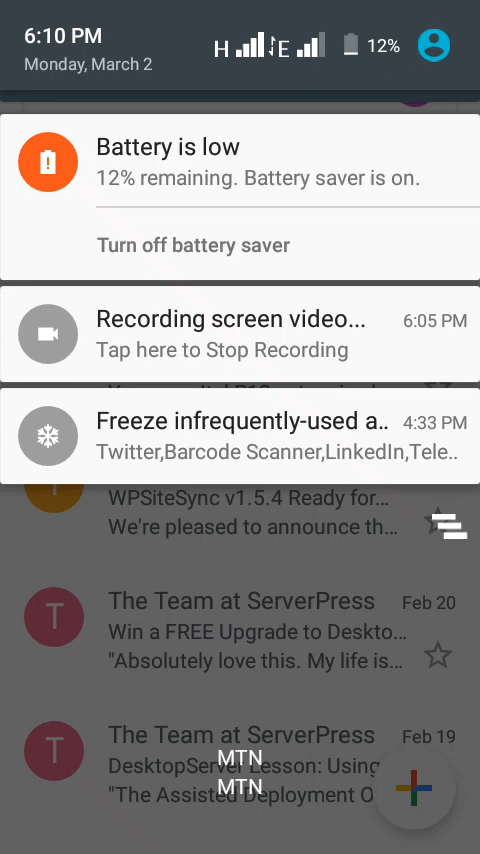 6:10 PM
Monday, March 2
H E 12%
Battery is low
12% remaining. Battery saver is on.
Turn off battery saver
Recording screen video... 6:05 PM
Tap here to Stop Recording
Freeze infrequently-used a.. 4:33 PM
Twitter,Barcode Scanner,LinkedIn,Tele..
WPSiteSync v1.5.4 Ready for...
We're pleased to announce th...
T
The Team at ServerPress Feb 20
Win a FREE Upgrade to Deskto...
"Absolutely love this. My life is...
T
The Team at ServerPress Feb 19
DesktopServer Lesson: Using
"The Assisted Deployment O
MTN
MTN